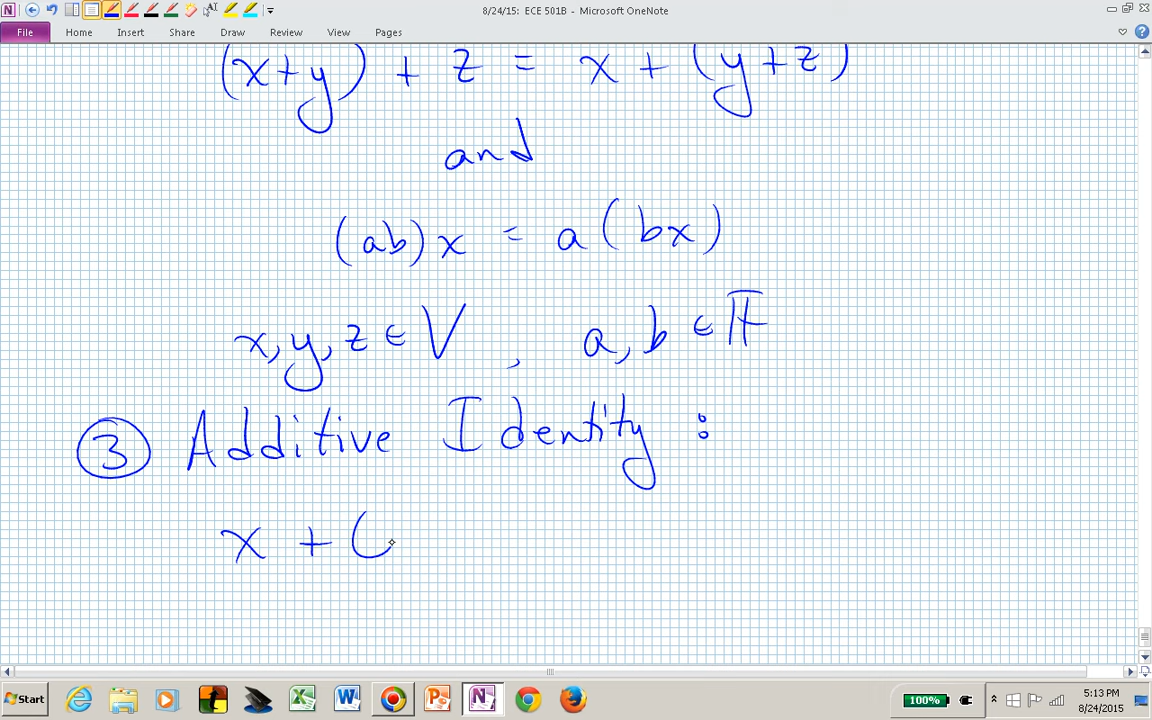 8/24/15: ECE 501B - Microsoft OneNote
File Home Insert Share Draw Review View Pages
(x+y) + z = x + (y+z)
and
(ab)x = a(bx)
x, y, z ∈ V , a, b ∈ 𝔽
③ Additive Identity :
x + (
Start
100%
5:13 PM
8/24/2015